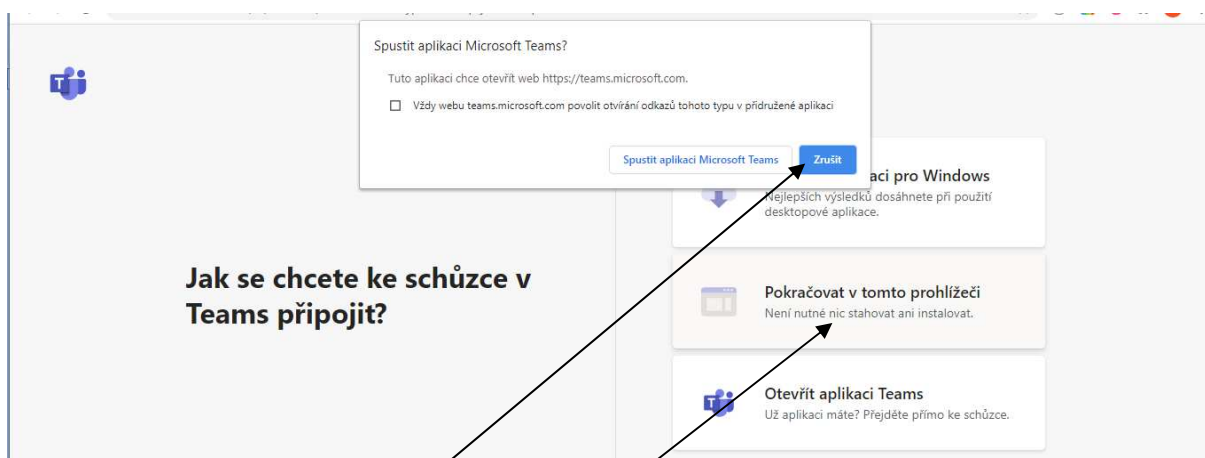 Spustit aplikaci Microsoft Teams?
Tuto aplikaci chce otevřít web https://teams.microsoft.com.
Vždy webu teams.microsoft.com povolit otvírání odkazů tohoto typu v přidružené aplikaci
Spustit aplikaci Microsoft Teams
Zrušit
pro Windows
Nejlepších výsledků dosáhnete při použití
desktopové aplikace.
Jak se chcete ke schůzce v
Teams připojit?
Pokračovat v tomto prohlížeči
Není nutné nic stahovat ani instalovat.
Otevřít aplikaci Teams
Už aplikaci máte? Přejděte přímo ke schůzce.